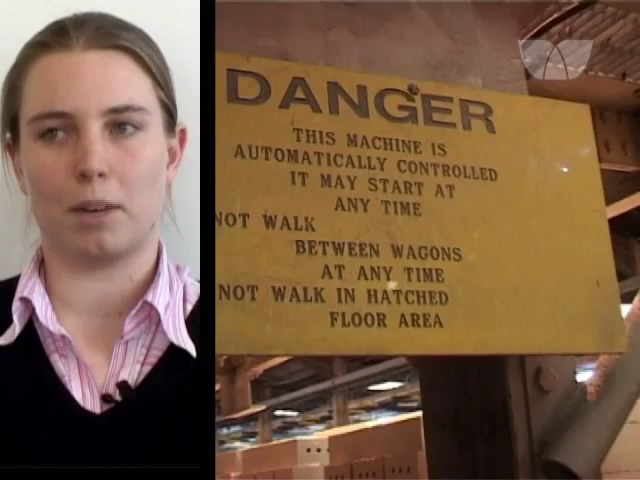 DANGER
THIS MACHINE IS
AUTOMATICALLY CONTROLLED
IT MAY START AT
ANY TIME
NOT WALK
BETWEEN WAGONS
AT ANY TIME
NOT WALK IN HATCHED
FLOOR AREA